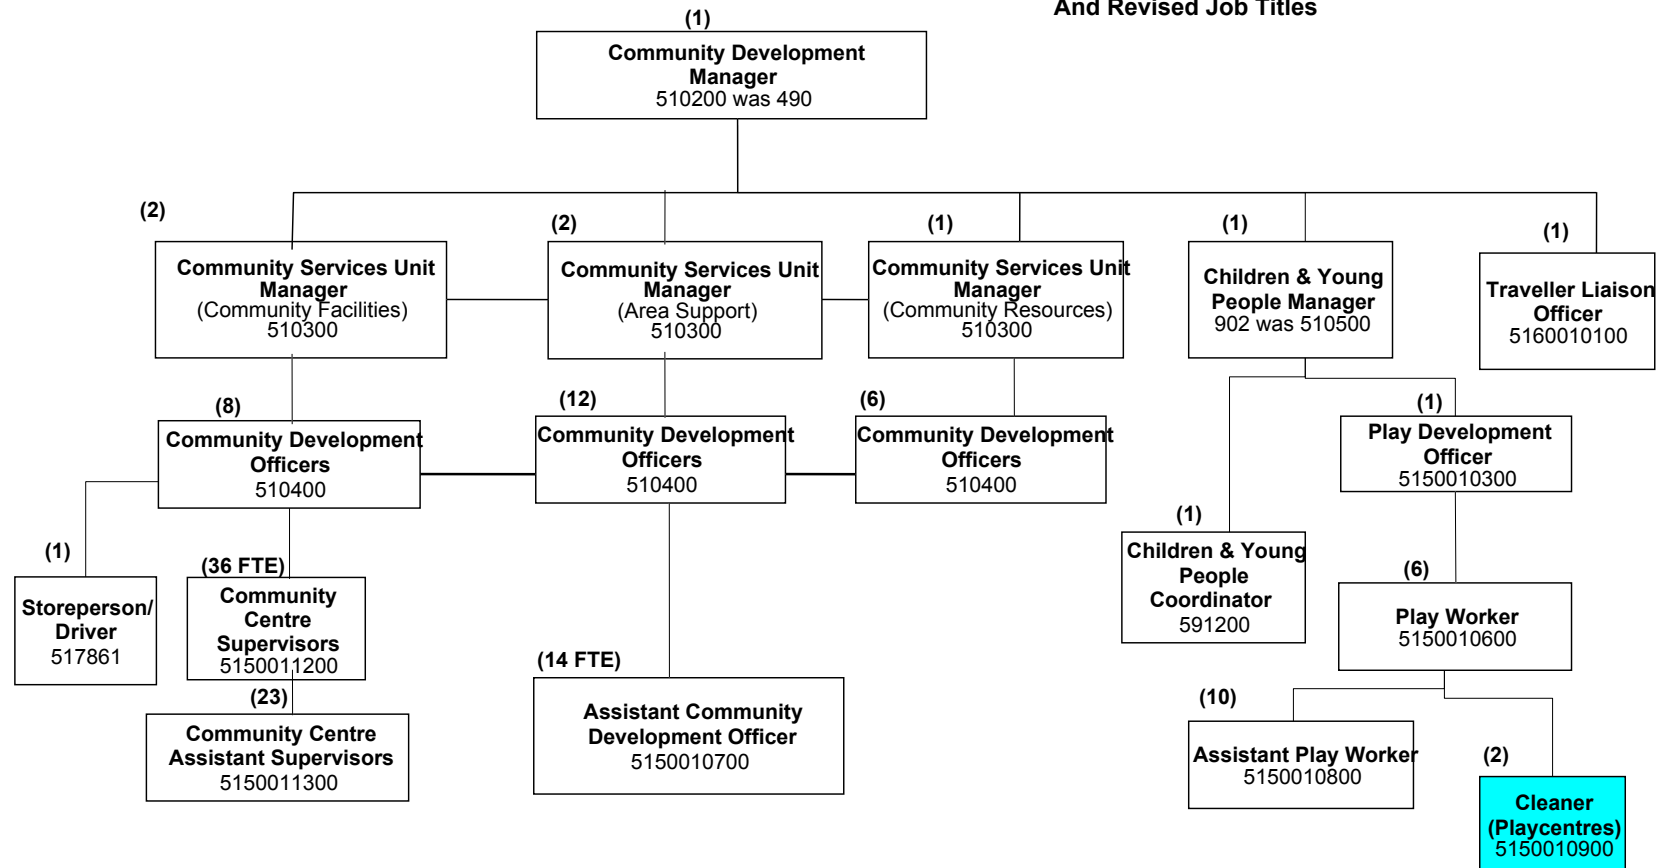 And Revised Job Titles
(1)
Community Development
Manager
510200 was 490
(2)
Community Services Unit
Manager
(Community Facilities)
510300
(2)
Community Services Unit
Manager
(Area Support)
510300
(1)
Community Services Unit
Manager
(Community Resources)
510300
(1)
Children & Young
People Manager
902 was 510500
(1)
Traveller Liaison
Officer
5160010100
(8)
Community Development
Officers
510400
(12)
Community Development
Officers
510400
(6)
Community Development
Officers
510400
(1)
Play Development
Officer
5150010300
(1)
Storeperson/
Driver
517861
(36 FTE)
Community
Centre
Supervisors
5150011200
(23)
Community Centre
Assistant Supervisors
5150011300
(14 FTE)
Assistant Community
Development Officer
5150010700
(1)
Children & Young
People
Coordinator
591200
(6)
Play Worker
5150010600
(10)
Assistant Play Worker
5150010800
(2)
Cleaner
(Playcentres)
5150010900